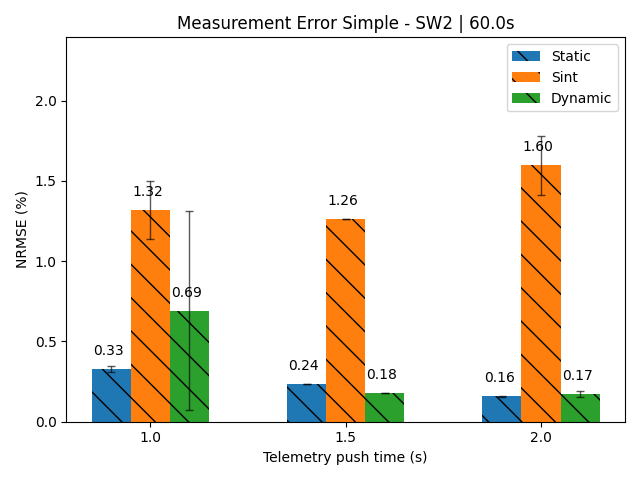 Measurement Error Simple - SW2 | 60.0s
Static
Sint
Dynamic
NRMSE (%)
2.0
1.5
1.0
0.5
0.0
0.33
1.32
0.69
0.24
1.26
0.18
0.16
1.60
0.17
1.0
1.5
2.0
Telemetry push time (s)